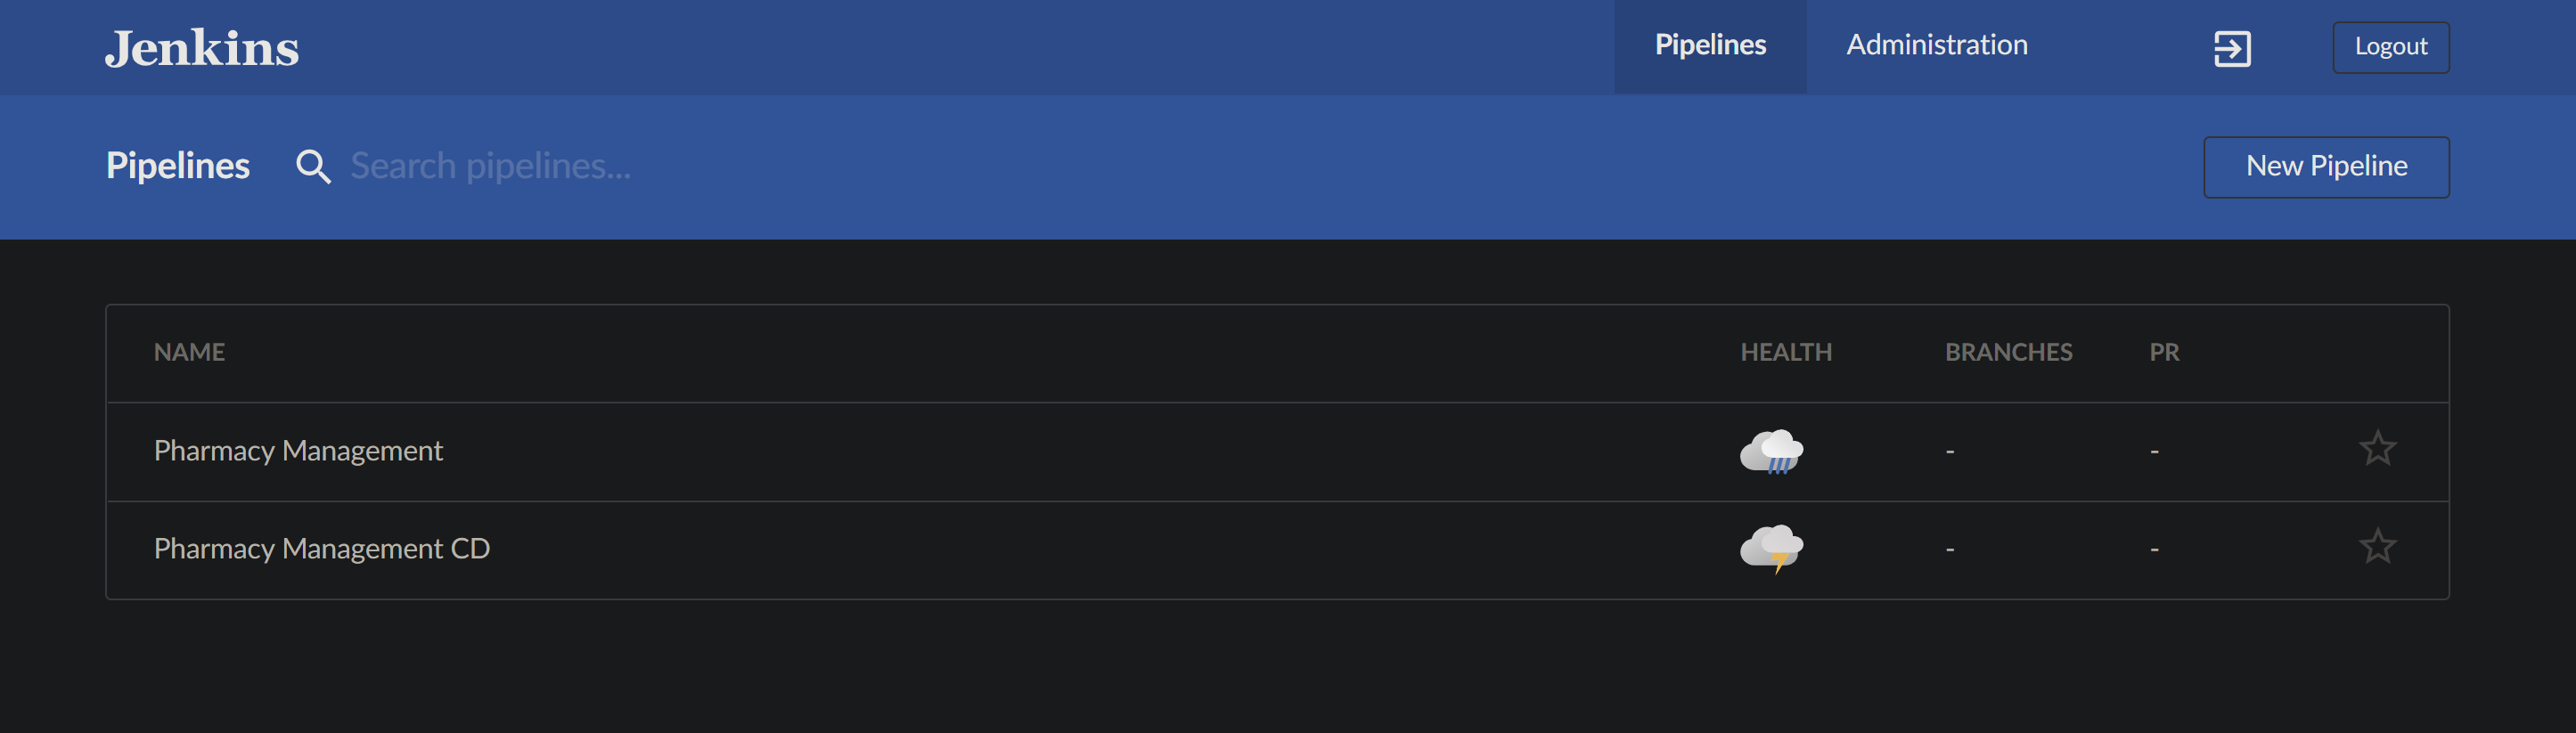 Jenkins Pipelines Administration Logout
Pipelines Search pipelines... New Pipeline
NAME HEALTH BRANCHES PR
Pharmacy Management - -
Pharmacy Management CD - -